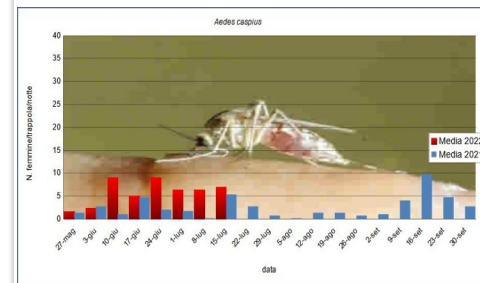 Aedes caspius
N. femmine/trappola/notte
40
35
30
25
20
15
10
5
0
Media 2022
Media 2021
27-mag
3-giu
10-giu
17-giu
24-giu
1-lug
8-lug
15-lug
22-lug
29-lug
5-ago
12-ago
19-ago
26-ago
2-set
9-set
16-set
23-set
30-set
data